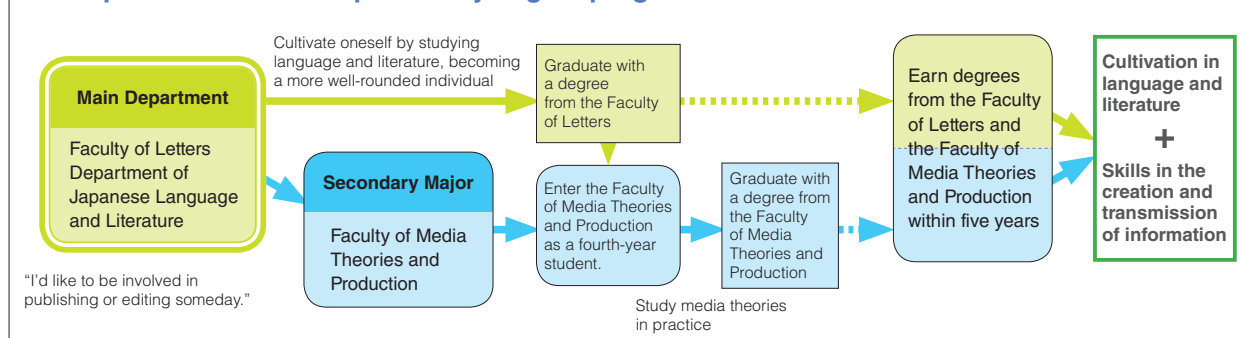 Cultivate oneself by studying
language and literature, becoming
a more well-rounded individual
Main Department
Faculty of Letters
Department of
Japanese Language
and Literature
"I'd like to be involved in
publishing or editing someday."
Secondary Major
Faculty of Media
Theories and
Production
Graduate with
a degree
from the Faculty
of Letters
Enter the Faculty
of Media Theories
and Production
as a fourth-year
student.
Graduate with
a degree from
the Faculty
of Media
Theories and
Production
Study media theories
in practice
Earn degrees
from the Faculty
of Letters and
the Faculty of
Media Theories
and Production
within five years
Cultivation in
language and
literature
+
Skills in the
creation and
transmission
of information